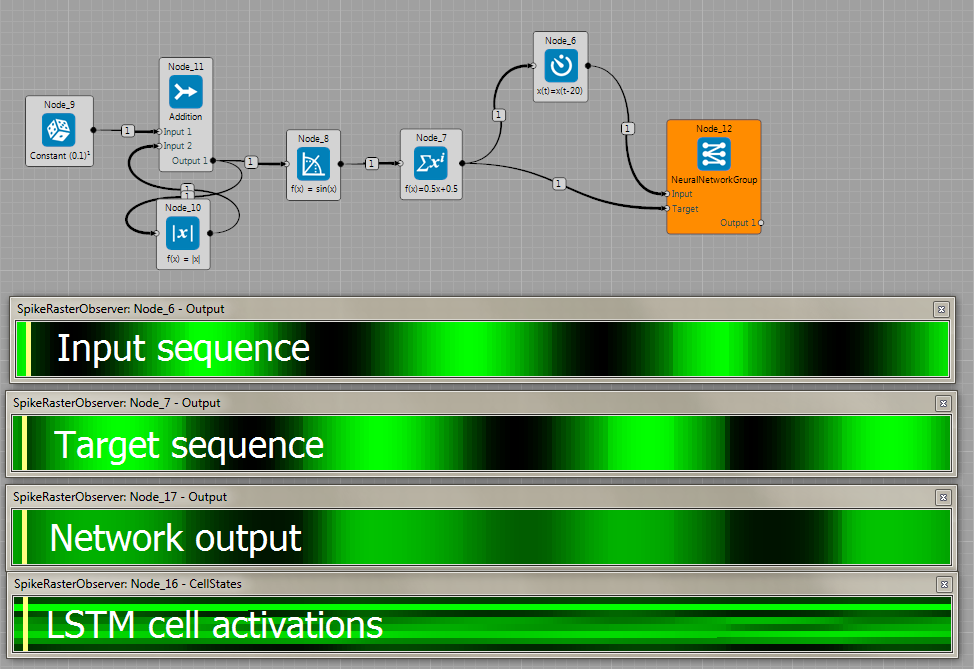 Node_9
Constant (0.1)¹
1
Node_11
Addition
Input 1
Input 2
Output 1
1
1
1
Node_10
|x|
f(x) = |x|
Node_8
f(x) = sin(x)
1
Node_7
Σxⁱ
f(x)=0.5x+0.5
1
1
Node_6
x(t)=x(t-20)
1
Node_12
NeuralNetworkGroup
Input
Target
Output 1
SpikeRasterObserver: Node_6 - Output
x
Input sequence
SpikeRasterObserver: Node_7 - Output
x
Target sequence
SpikeRasterObserver: Node_17 - Output
x
Network output
SpikeRasterObserver: Node_16 - CellStates
x
LSTM cell activations